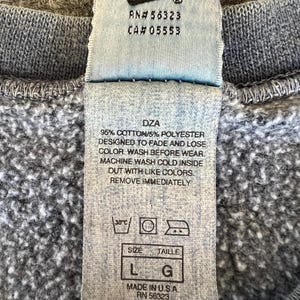 RN# 56323
CA# 05553
DZA
95% COTTON/5% POLYESTER
DESIGNED TO FADE AND LOSE
COLOR. WASH BEFORE WEAR.
MACHINE WASH COLD INSIDE
OUT WITH LIKE COLORS.
REMOVE IMMEDIATELY
30°C
SIZE TAILLE
L G
MADE IN U.S.A
RN 56323